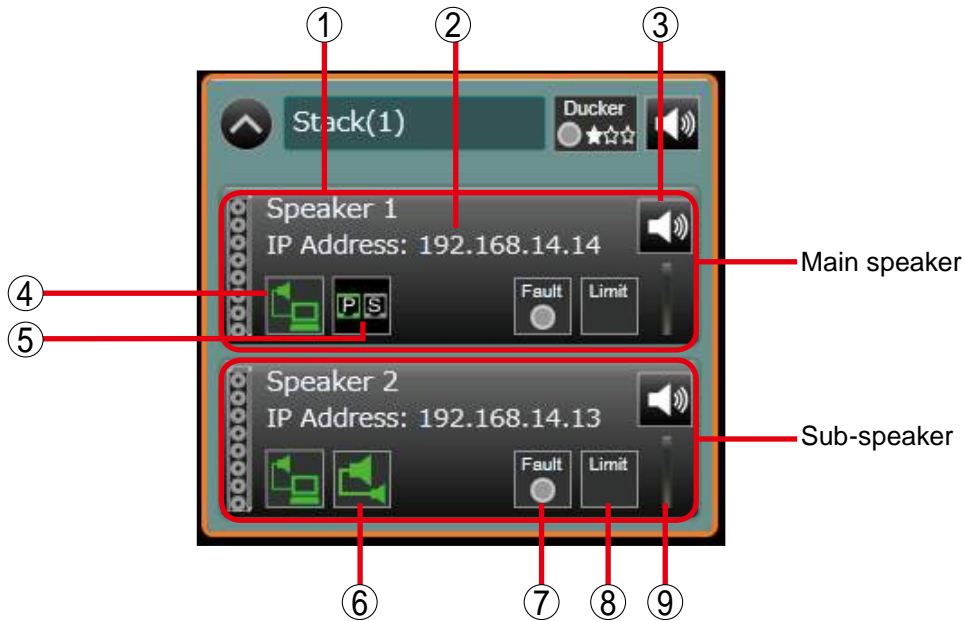 ① ② ③
Stack(1)
Ducker
★☆☆
Speaker 1
IP Address: 192.168.14.14
Main speaker
④
P S
Fault
Limit
⑤
Speaker 2
IP Address: 192.168.14.13
Sub-speaker
Fault
Limit
⑥ ⑦ ⑧ ⑨